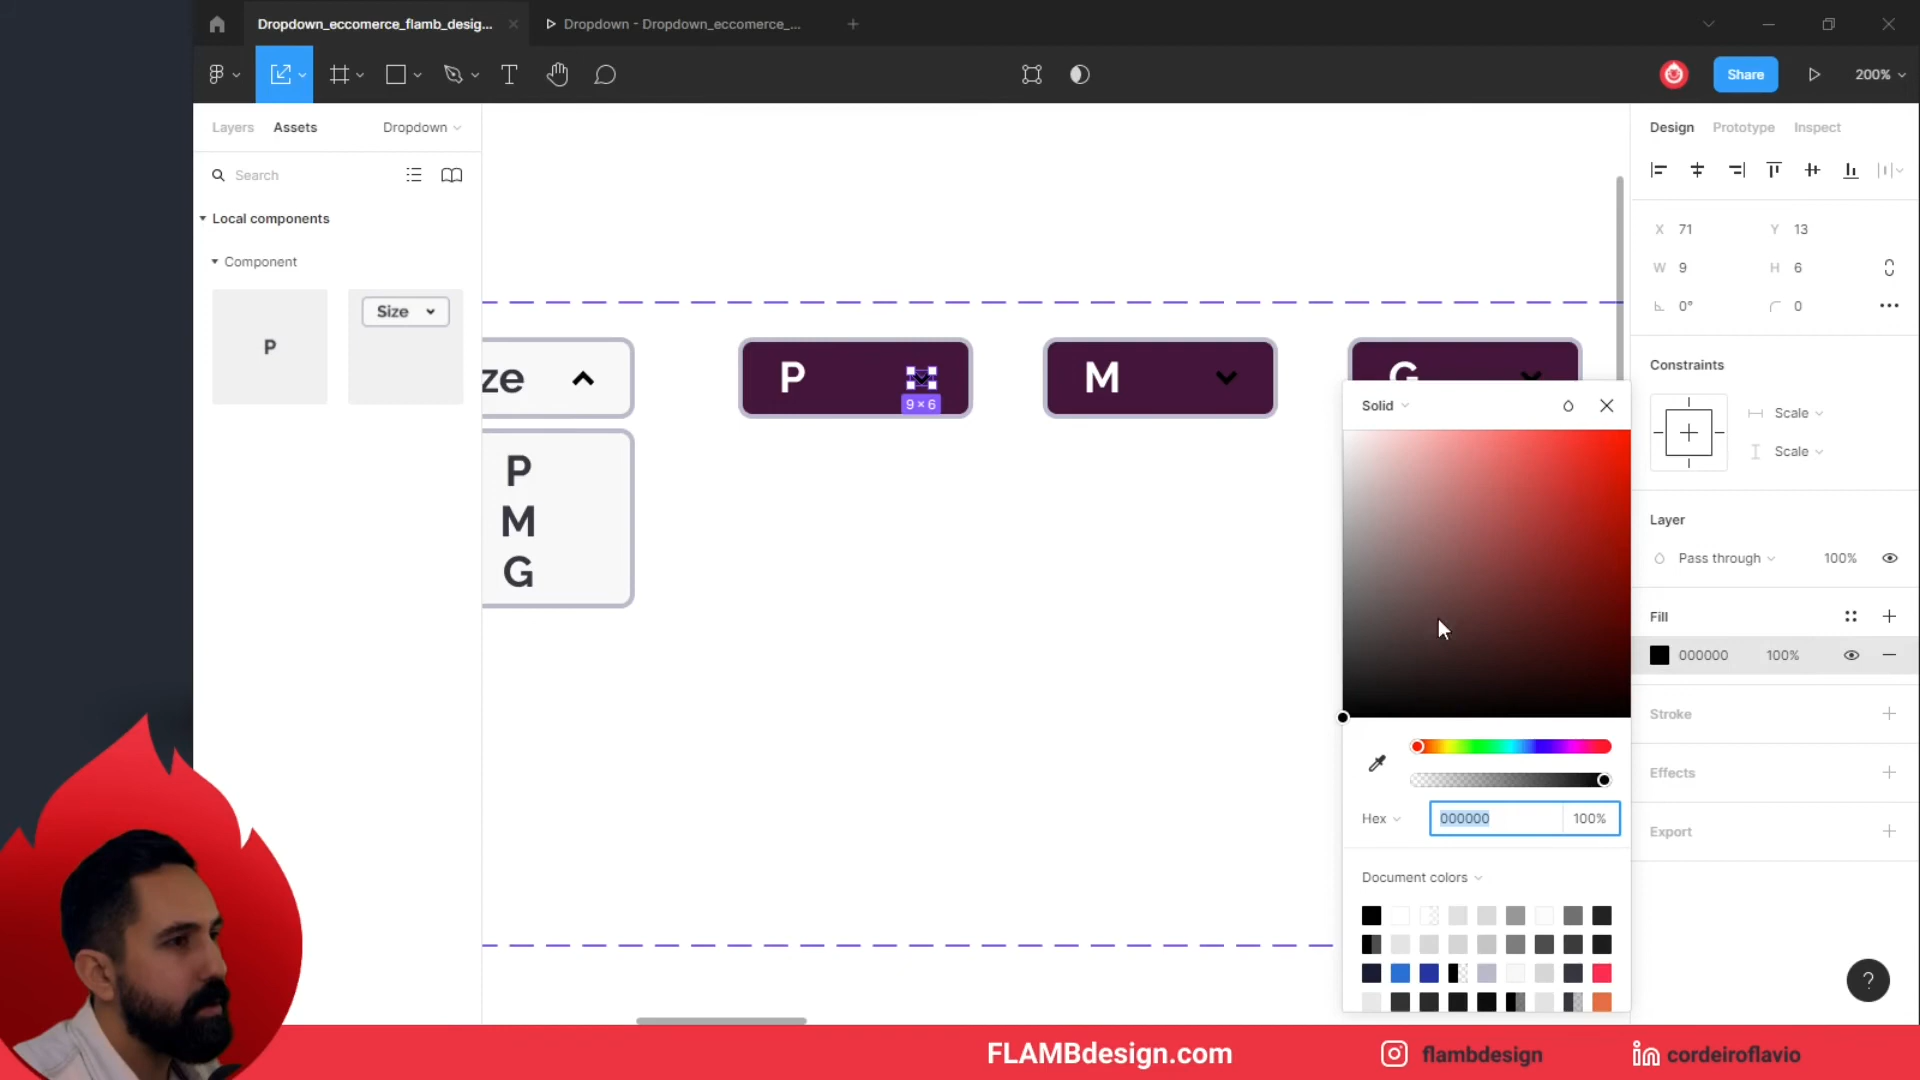 Dropdown_eccomerce_flamb_desig...
Dropdown - Dropdown_eccomerce_...
Share
200%
Layers
Assets
Dropdown
Design
Prototype
Inspect
Search
Local components
Component
P
Size
ze
P
M
G
9 × 6
P
M
G
X 71
Y 13
W 9
H 6
0°
0
Constraints
Scale
Scale
Layer
Pass through
100%
Fill
000000
100%
Stroke
Effects
Export
Solid
Hex
000000
100%
Document colors
?
FLAMBdesign.com
flambdesign
in cordeiroflavio